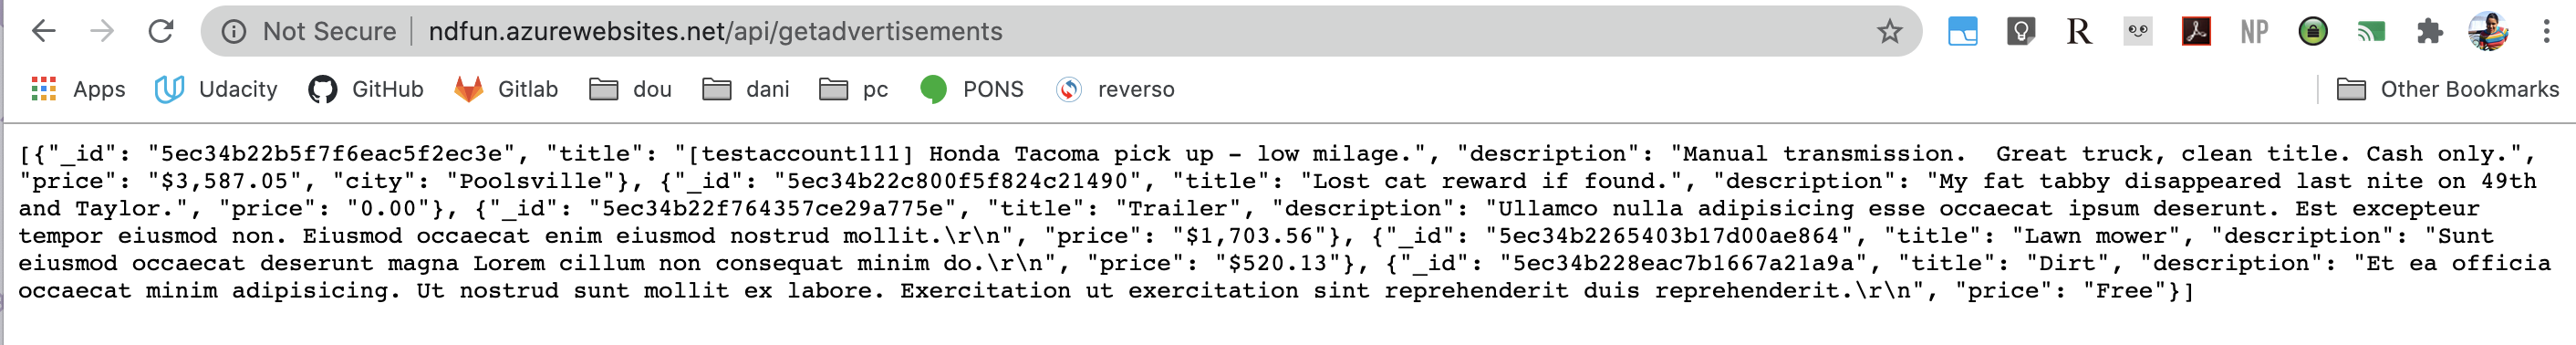 Not Secure ndfun.azurewebsites.net/api/getadvertisements R NP
Apps Udacity GitHub Gitlab dou dani pc PONS reverso Other Bookmarks
[{"_id": "5ec34b22b5f7f6eac5f2ec3e", "title": "[testaccount111] Honda Tacoma pick up - low milage.", "description": "Manual transmission.  Great truck, clean title. Cash only.",
"price": "$3,587.05", "city": "Poolsville"}, {"_id": "5ec34b22c800f5f824c21490", "title": "Lost cat reward if found.", "description": "My fat tabby disappeared last nite on 49th
and Taylor.", "price": "0.00"}, {"_id": "5ec34b22f764357ce29a775e", "title": "Trailer", "description": "Ullamco nulla adipisicing esse occaecat ipsum deserunt. Est excepteur
tempor eiusmod non. Eiusmod occaecat enim eiusmod nostrud mollit.\r\n", "price": "$1,703.56"}, {"_id": "5ec34b2265403b17d00ae864", "title": "Lawn mower", "description": "Sunt
eiusmod occaecat deserunt magna Lorem cillum non consequat minim do.\r\n", "price": "$520.13"}, {"_id": "5ec34b228eac7b1667a21a9a", "title": "Dirt", "description": "Et ea officia
occaecat minim adipisicing. Ut nostrud sunt mollit ex labore. Exercitation ut exercitation sint reprehenderit duis reprehenderit.\r\n", "price": "Free"}]